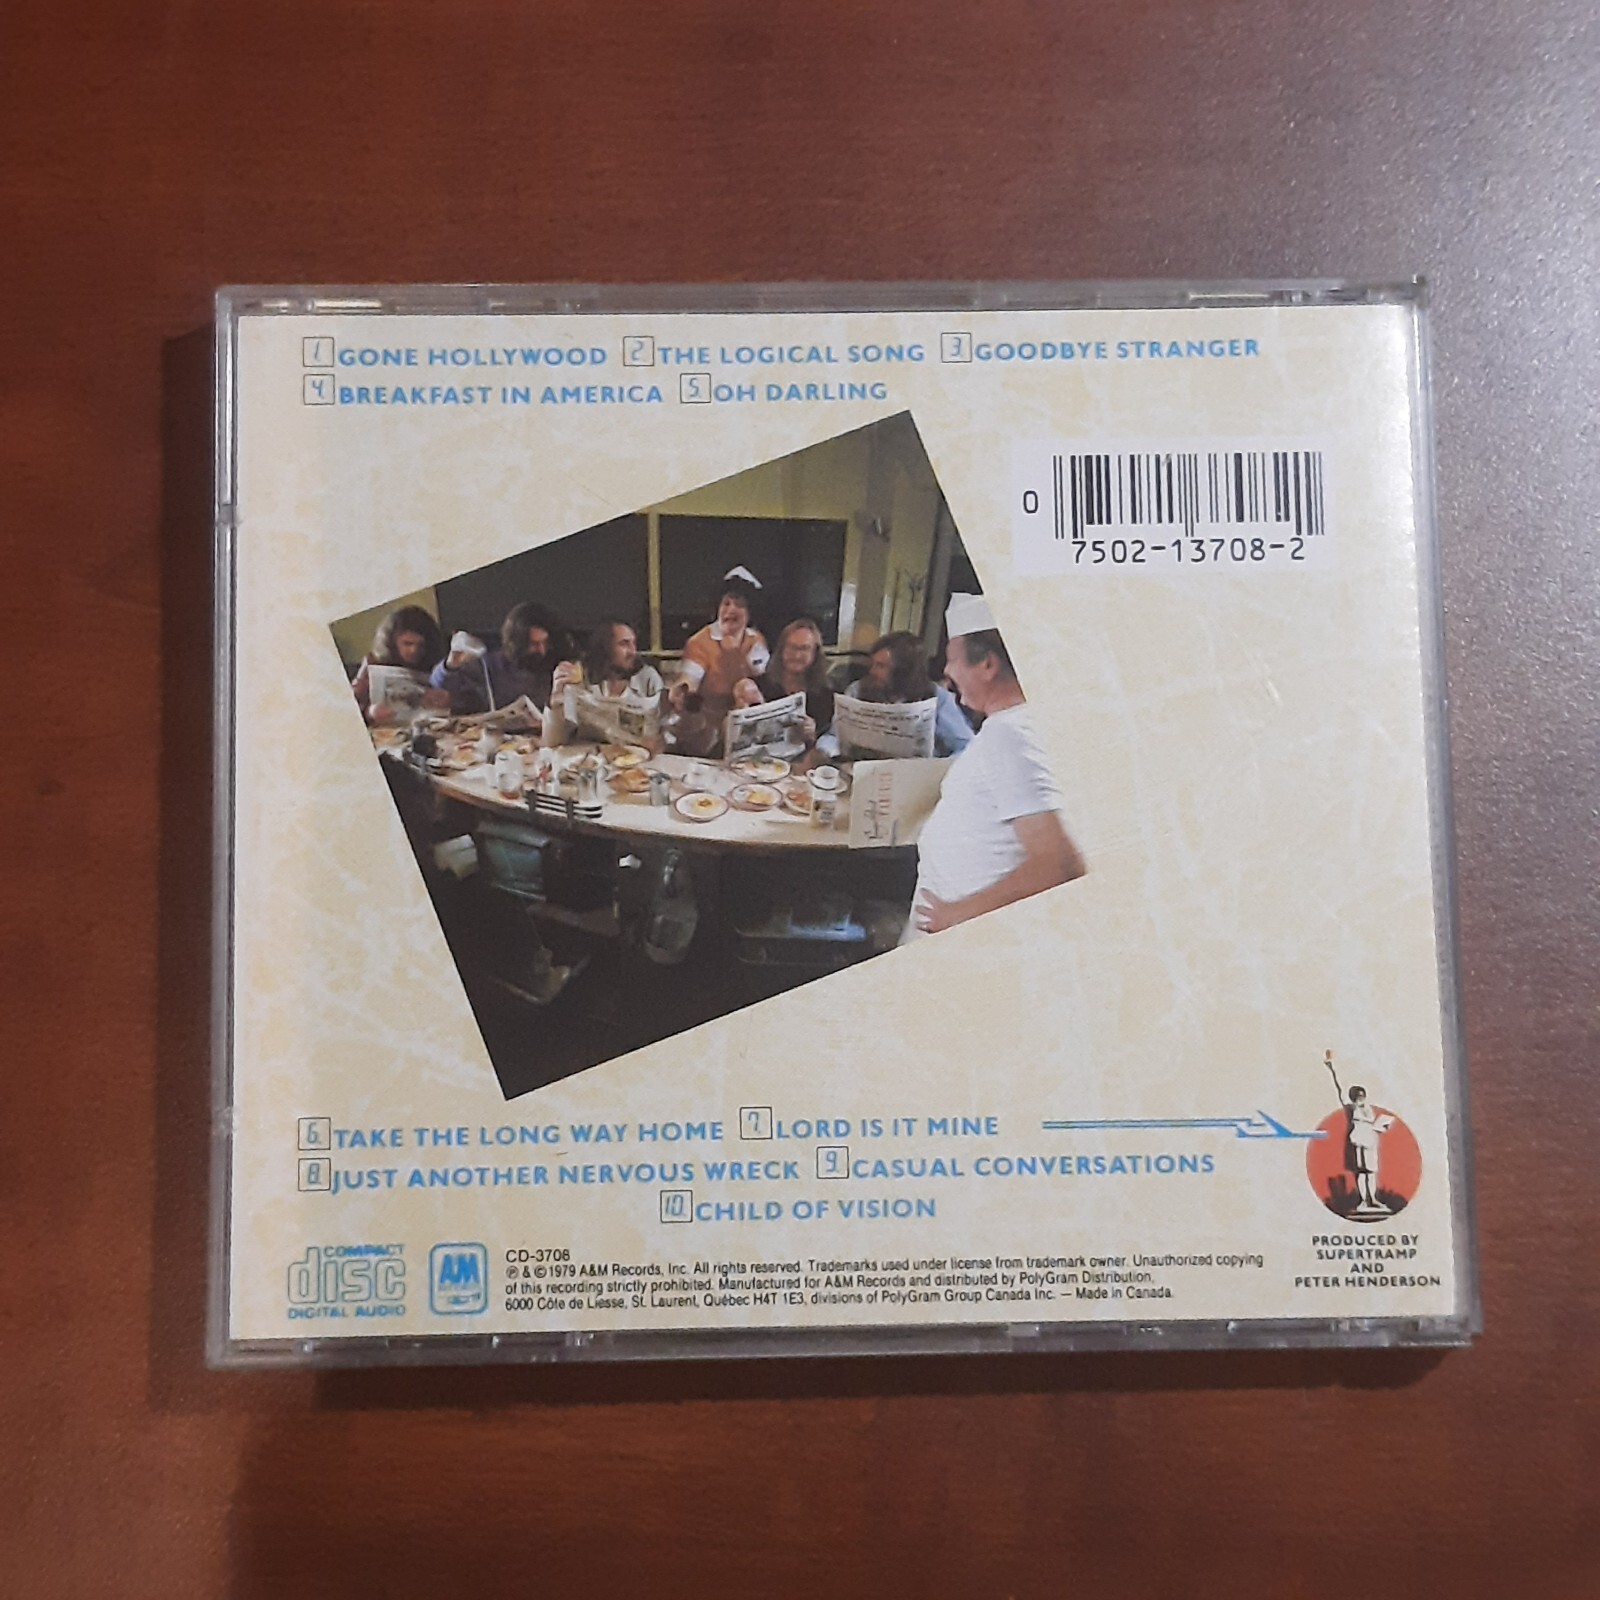 1. GONE HOLLYWOOD 2. THE LOGICAL SONG 3. GOODBYE STRANGER
4. BREAKFAST IN AMERICA 5. OH DARLING
0
7502-13708-2
6. TAKE THE LONG WAY HOME 7. LORD IS IT MINE
8. JUST ANOTHER NERVOUS WRECK 9. CASUAL CONVERSATIONS
10. CHILD OF VISION
PRODUCED BY
SUPERTRAMP
AND
PETER HENDERSON
COMPACT
disc
DIGITAL AUDIO
AM
CD-3708
℗ & © 1979 A&M Records, Inc. All rights reserved. Trademarks used under license from trademark owner. Unauthorized copying
of this recording strictly prohibited. Manufactured for A&M Records and distributed by PolyGram Distribution,
6000 Côte de Liesse, St. Laurent, Québec H4T 1E3, divisions of PolyGram Group Canada Inc. — Made in Canada.